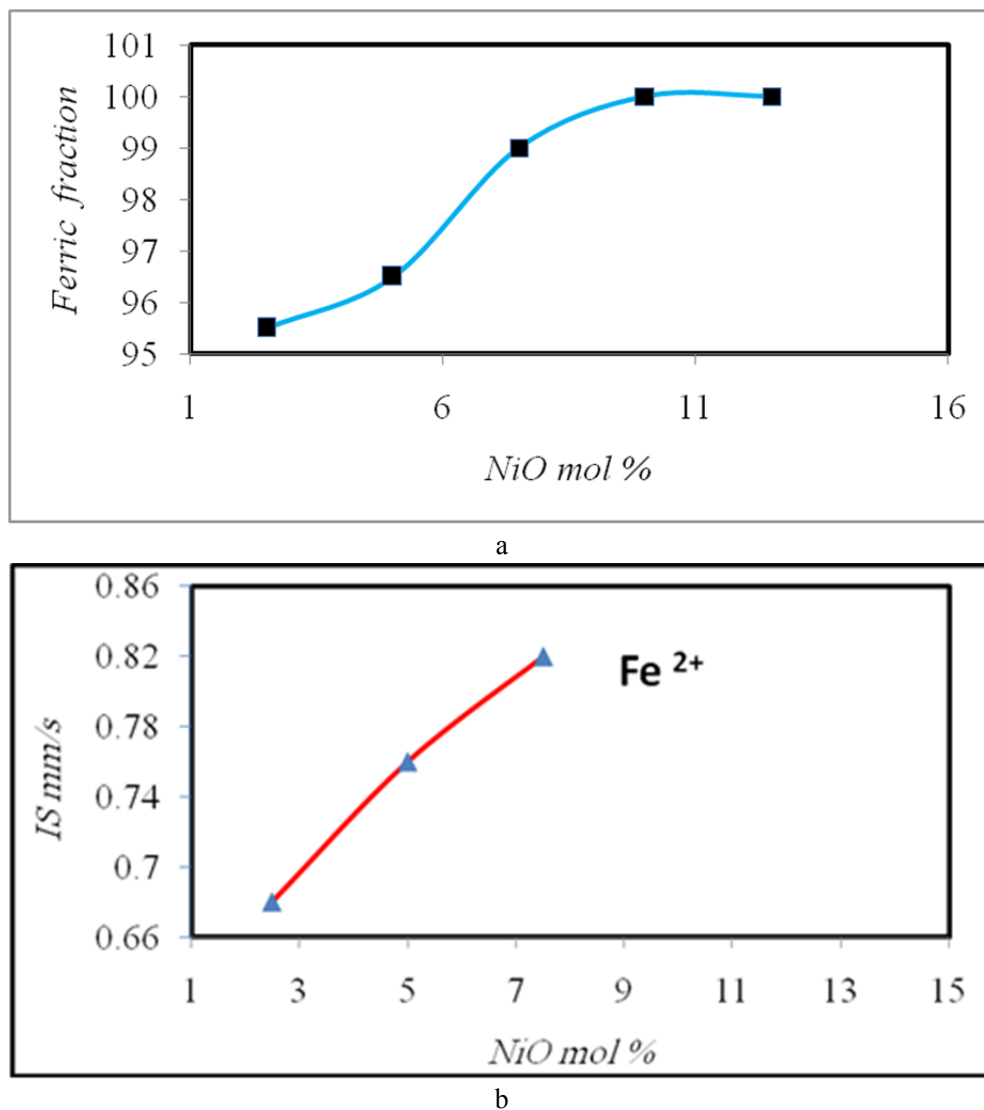 101
100
99
98
97
96
95
Ferric fraction
1 6 11 16
NiO mol %
a
0.86
0.82
0.78
0.74
0.7
0.66
IS mm/s
Fe 2+
1 3 5 7 9 11 13 15
NiO mol %
b